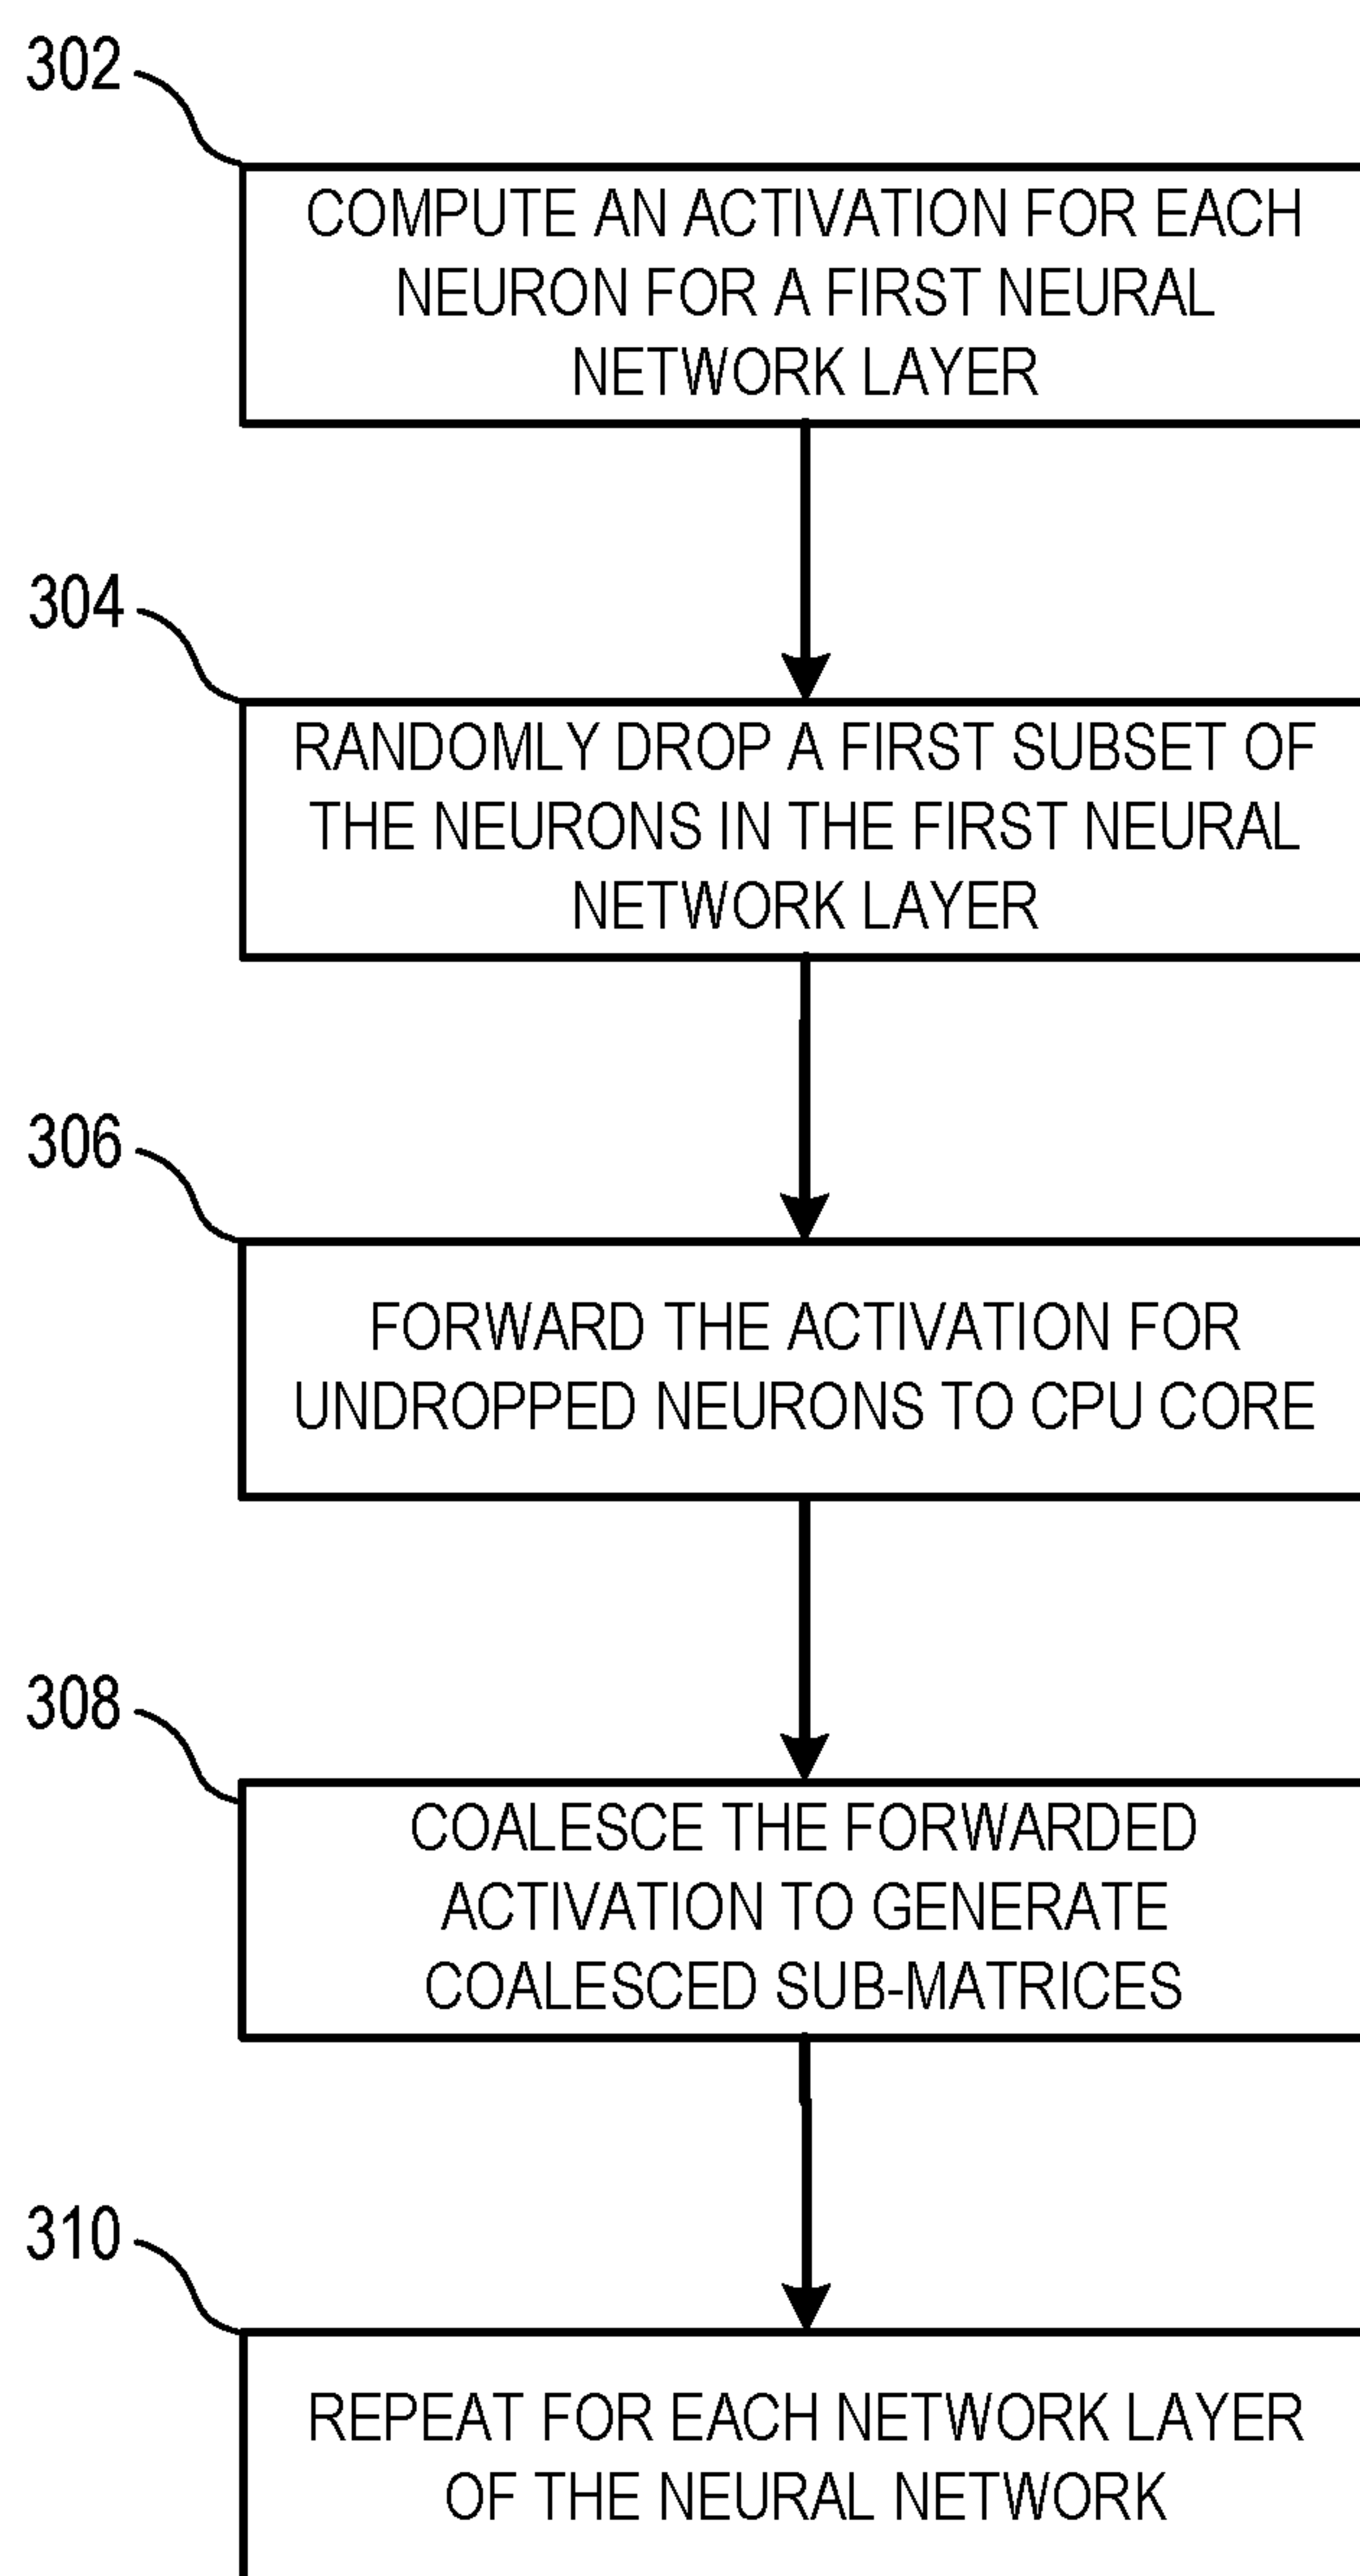 302
COMPUTE AN ACTIVATION FOR EACH
NEURON FOR A FIRST NEURAL
NETWORK LAYER
304
RANDOMLY DROP A FIRST SUBSET OF
THE NEURONS IN THE FIRST NEURAL
NETWORK LAYER
306
FORWARD THE ACTIVATION FOR
UNDROPPED NEURONS TO CPU CORE
308
COALESCE THE FORWARDED
ACTIVATION TO GENERATE
COALESCED SUB-MATRICES
310
REPEAT FOR EACH NETWORK LAYER
OF THE NEURAL NETWORK